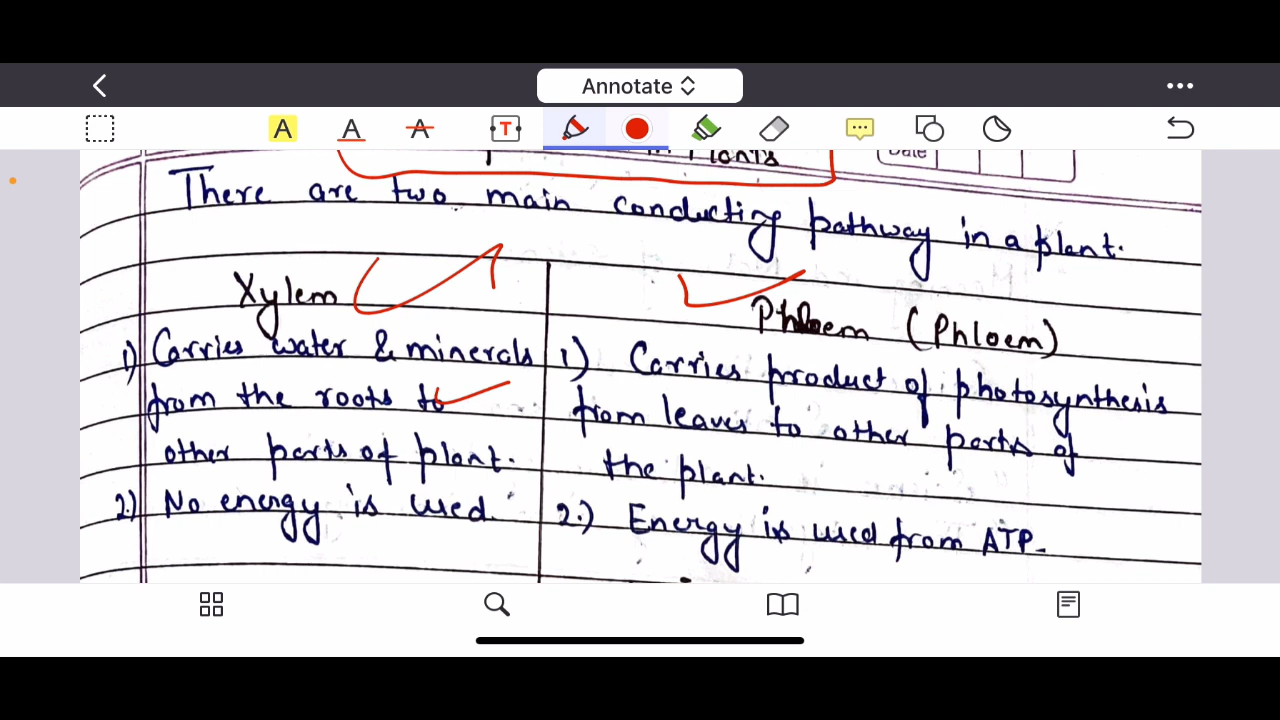 Annotate
A A A T
Plants
Date
There are two main conducting pathway in a plant.
Xylem
Phloem (Phloem)
1) Carries water & minerals
from the roots to
other parts of plant.
2.) No energy is used.
1) Carries product of photosynthesis
from leaves to other parts of
the plant.
2.) Energy is used from ATP.